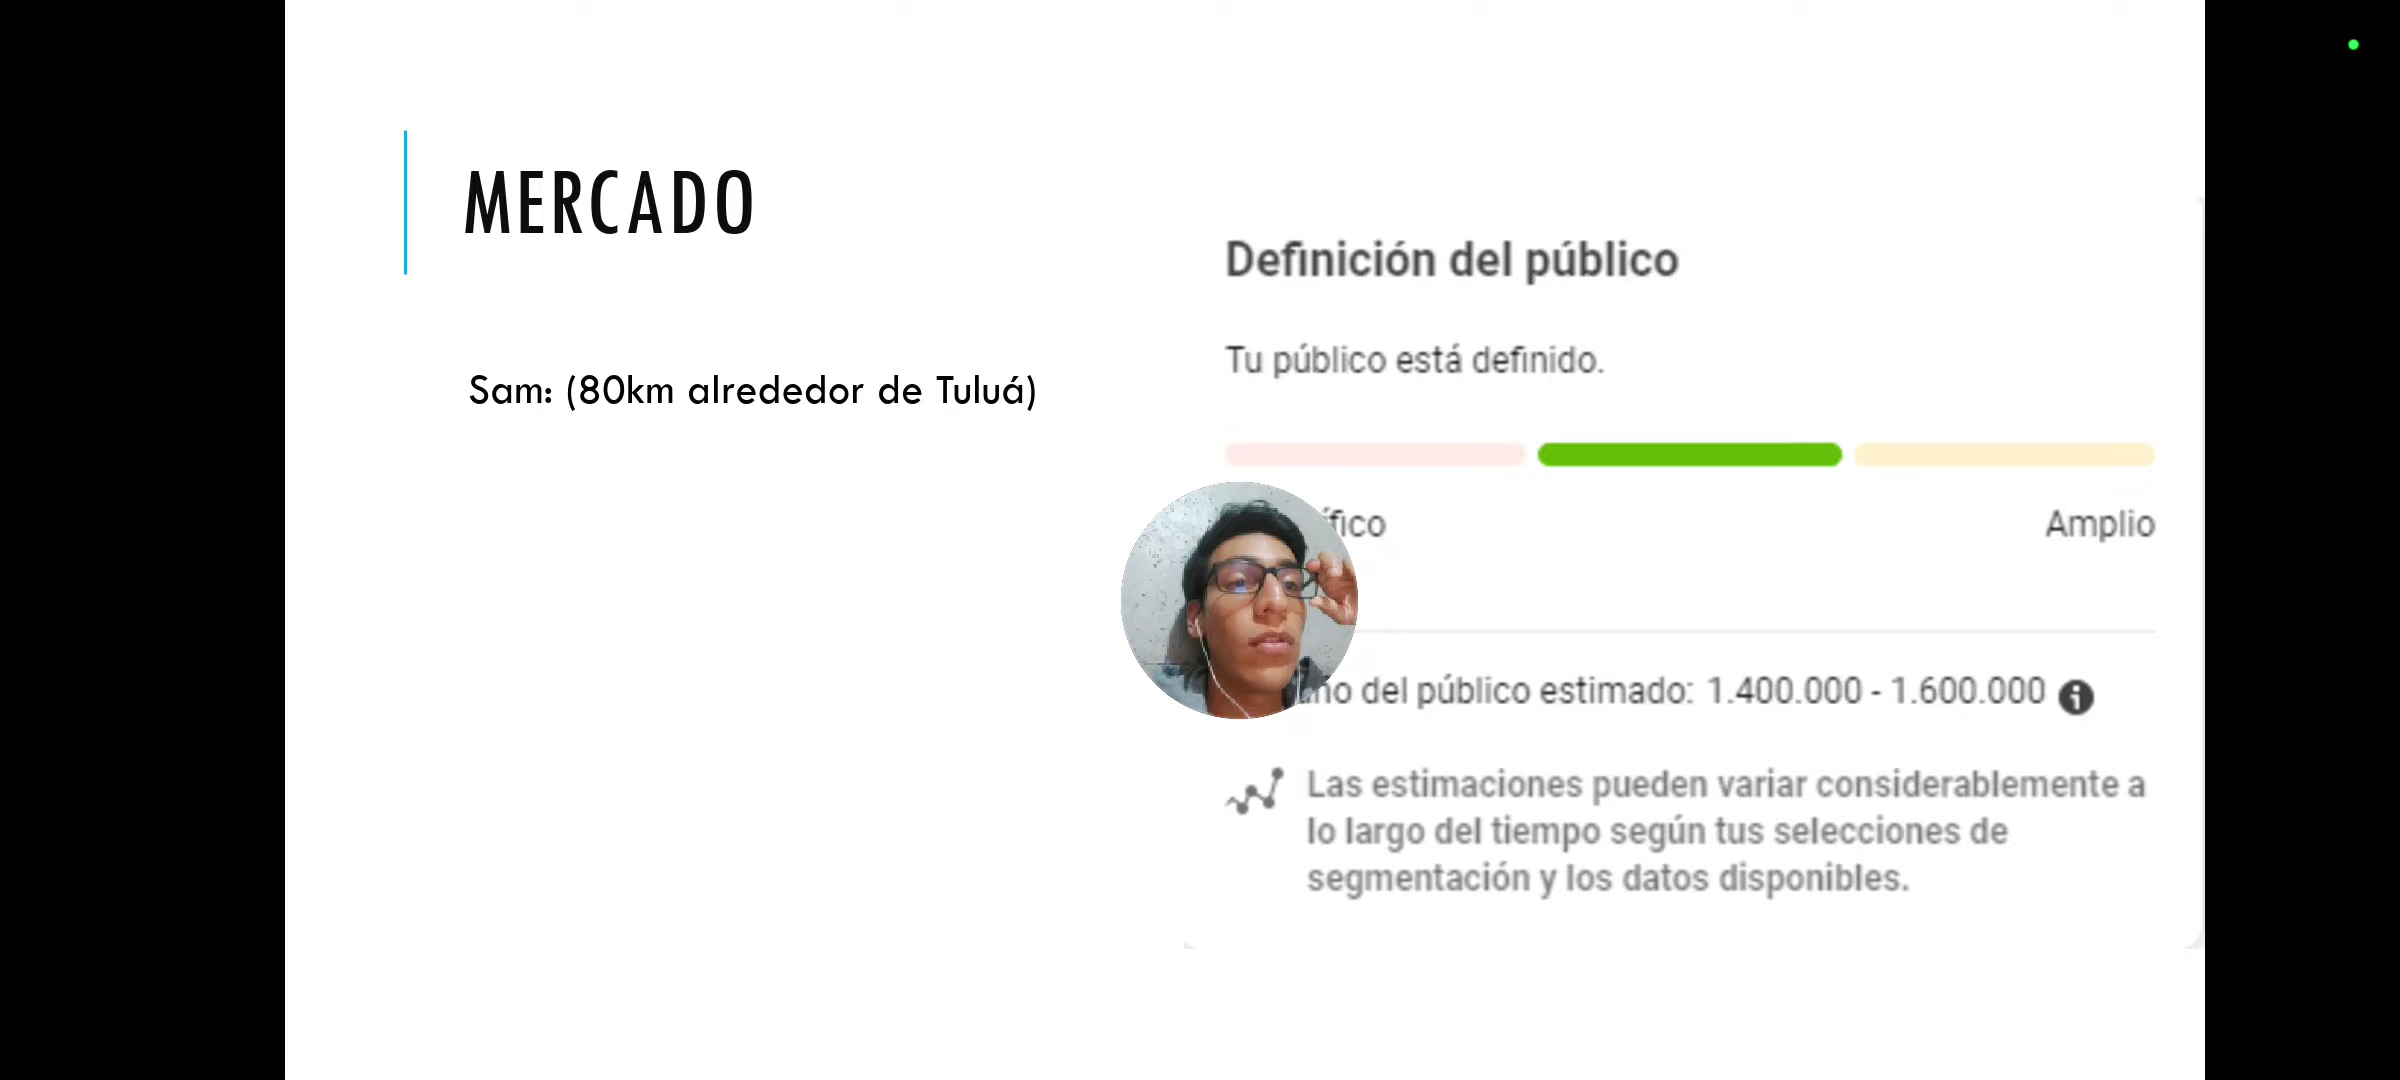 MERCADO
Sam: (80km alrededor de Tuluá)
Definición del público
Tu público está definido.
Amplio
del público estimado: 1.400.000 - 1.600.000
Las estimaciones pueden variar considerablemente a
lo largo del tiempo según tus selecciones de
segmentación y los datos disponibles.